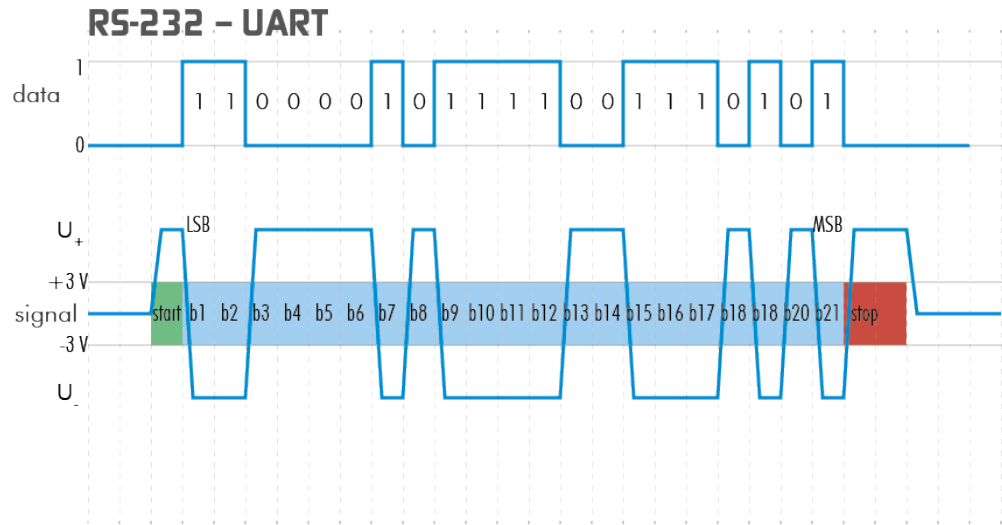 RS-232 – UART
1
data
1 1 0 0 0 0 1 0 1 1 1 1 0 0 1 1 1 0 1 0 1
0
U+
LSB
MSB
+3 V
signal
start b1 b2 b3 b4 b5 b6 b7 b8 b9 b10 b11 b12 b13 b14 b15 b16 b17 b18 b18 b20 b21 stop
-3 V
U-